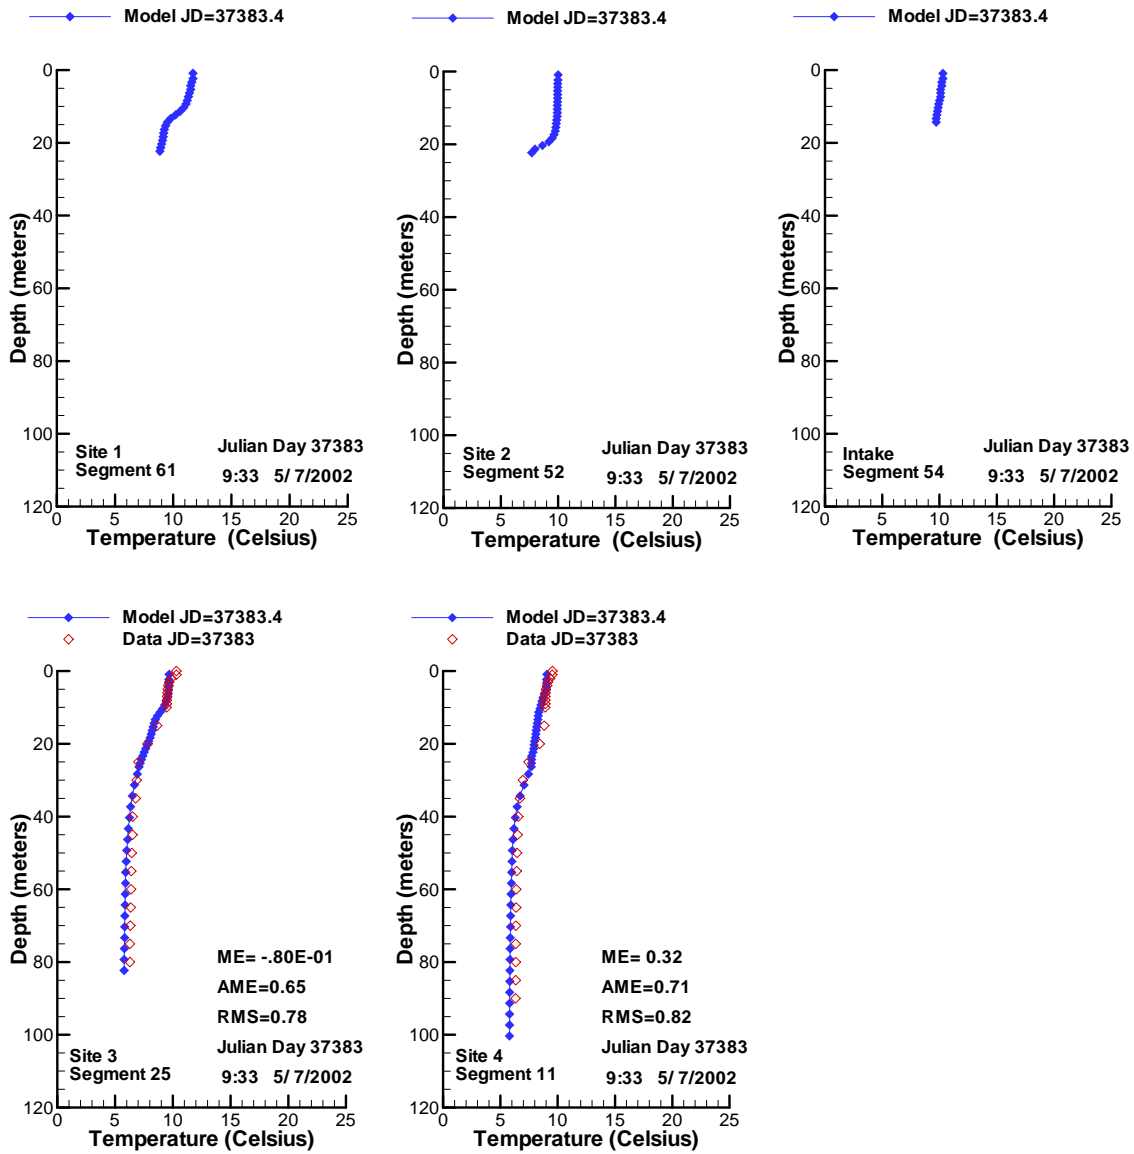 Model JD=37383.4
0
20
40
60
80
100
120
Depth (meters)
Site 1
Segment 61
Julian Day 37383
9:33 5/ 7/2002
0 5 10 15 20 25
Temperature (Celsius)
Model JD=37383.4
0
20
40
60
80
100
120
Depth (meters)
Site 2
Segment 52
Julian Day 37383
9:33 5/ 7/2002
0 5 10 15 20 25
Temperature (Celsius)
Model JD=37383.4
0
20
40
60
80
100
120
Depth (meters)
Intake
Segment 54
Julian Day 37383
9:33 5/ 7/2002
0 5 10 15 20 25
Temperature (Celsius)
Model JD=37383.4
Data JD=37383
0
20
40
60
80
100
120
Depth (meters)
ME= -.80E-01
AME=0.65
RMS=0.78
Site 3
Segment 25
Julian Day 37383
9:33 5/ 7/2002
0 5 10 15 20 25
Temperature (Celsius)
Model JD=37383.4
Data JD=37383
0
20
40
60
80
100
120
Depth (meters)
ME= 0.32
AME=0.71
RMS=0.82
Site 4
Segment 11
Julian Day 37383
9:33 5/ 7/2002
0 5 10 15 20 25
Temperature (Celsius)